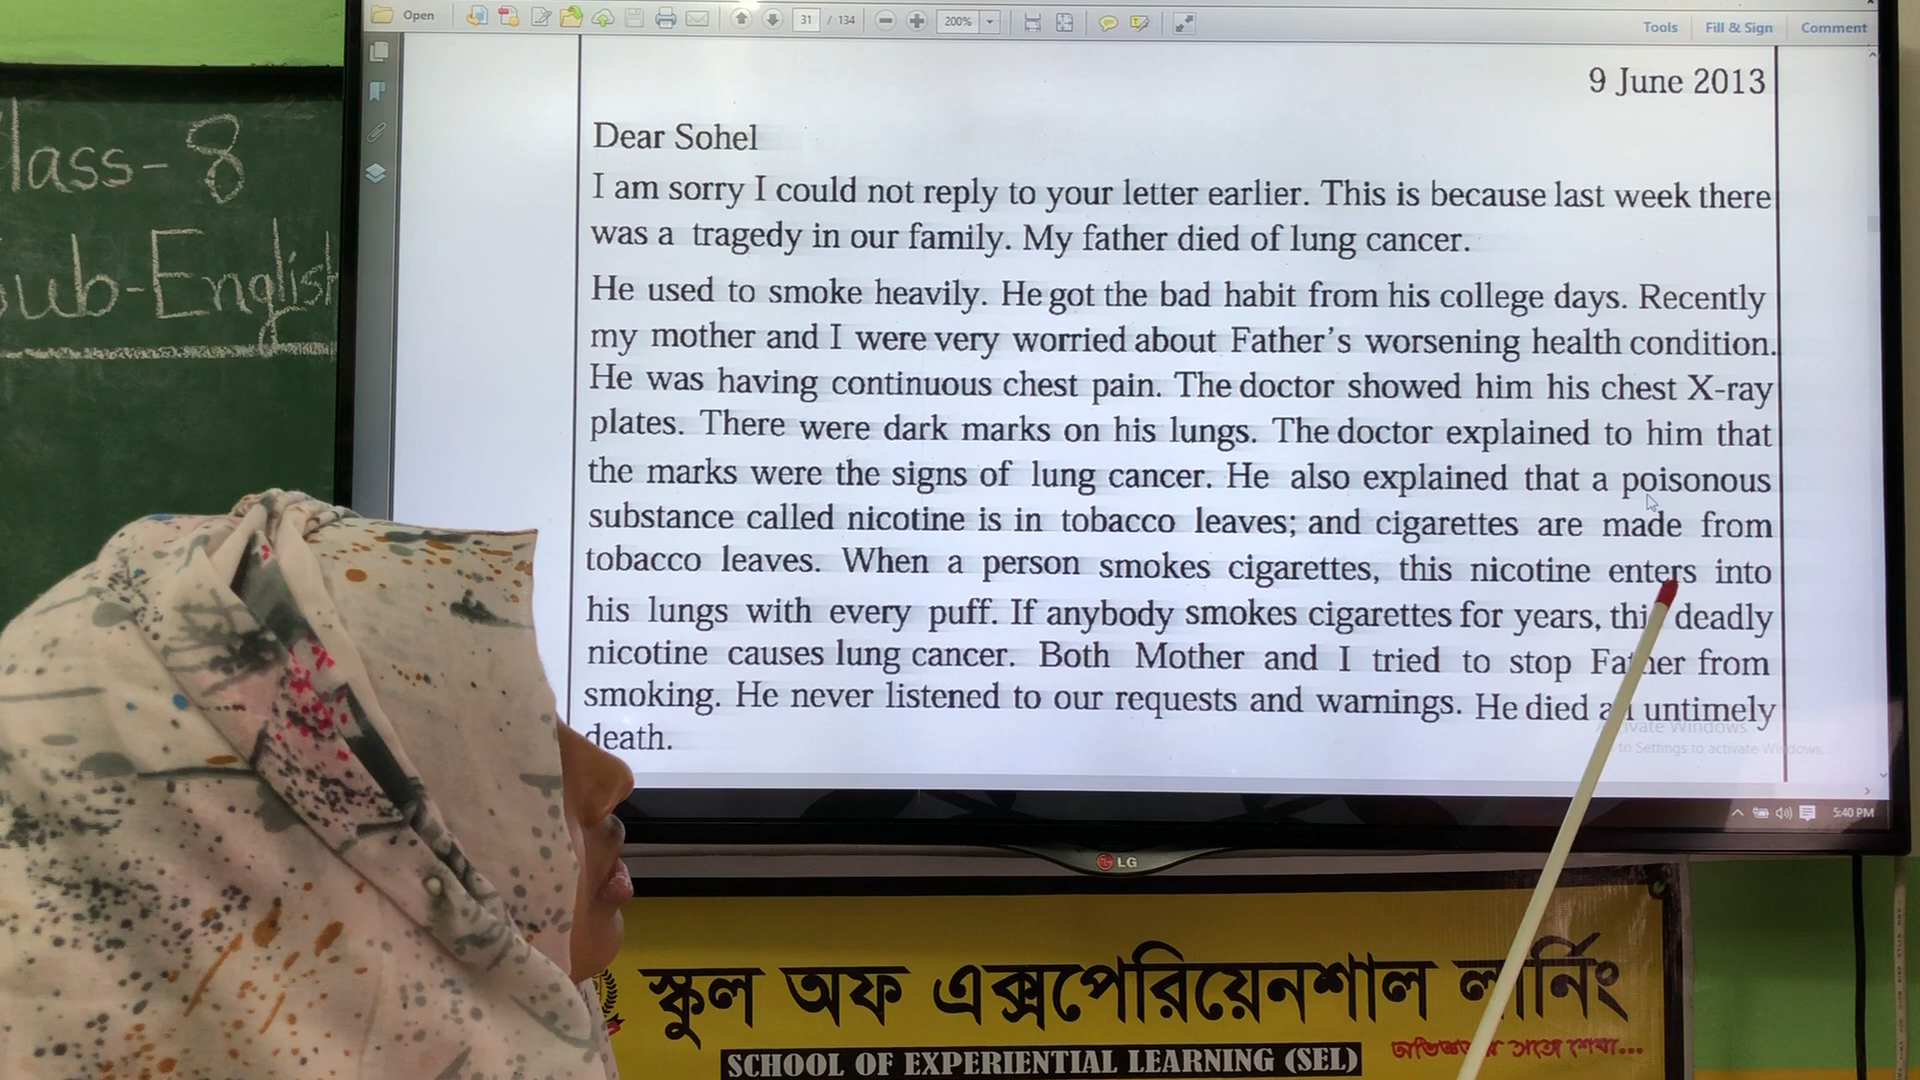 Open
31 / 134
200%
Tools
Fill & Sign
Comment
lass-8
ub-English
9 June 2013
Dear Sohel
I am sorry I could not reply to your letter earlier. This is because last week there
was a tragedy in our family. My father died of lung cancer.
He used to smoke heavily. He got the bad habit from his college days. Recently
my mother and I were very worried about Father's worsening health condition.
He was having continuous chest pain. The doctor showed him his chest X-ray
plates. There were dark marks on his lungs. The doctor explained to him that
the marks were the signs of lung cancer. He also explained that a poisonous
substance called nicotine is in tobacco leaves; and cigarettes are made from
tobacco leaves. When a person smokes cigarettes, this nicotine enters into
his lungs with every puff. If anybody smokes cigarettes for years, this deadly
nicotine causes lung cancer. Both Mother and I tried to stop Father from
smoking. He never listened to our requests and warnings. He died an untimely
death.
Activate Windows
to Settings to activate Windows.
5:40 PM
LG
স্কুল অফ এক্সপেরিয়েনশাল লার্নিং
SCHOOL OF EXPERIENTIAL LEARNING (SEL)